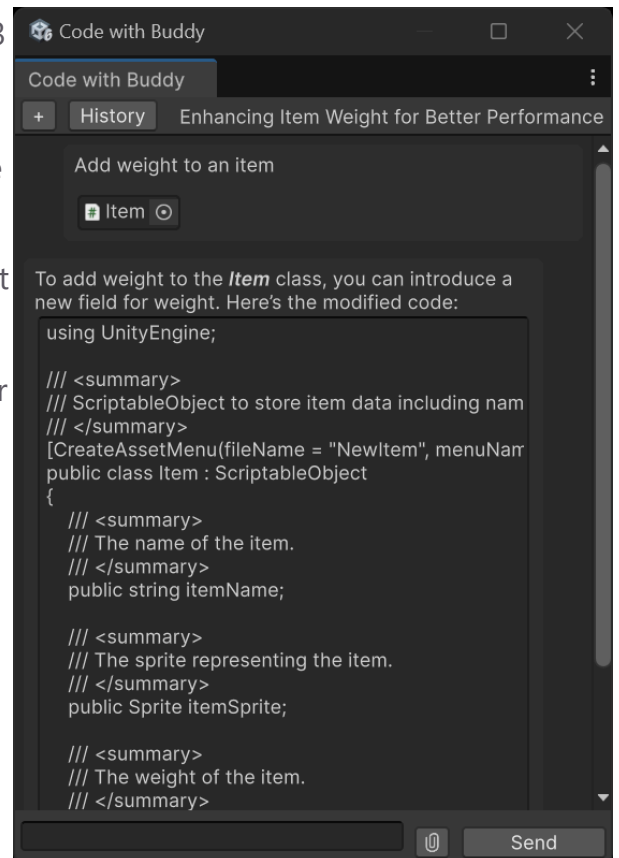 Code with Buddy
Code with Buddy
+ History Enhancing Item Weight for Better Performance
Add weight to an item
# Item
To add weight to the Item class, you can introduce a
new field for weight. Here’s the modified code:
using UnityEngine;
/// <summary>
/// ScriptableObject to store item data including nam
/// </summary>
[CreateAssetMenu(fileName = "NewItem", menuNam
public class Item : ScriptableObject
{
/// <summary>
/// The name of the item.
/// </summary>
public string itemName;
/// <summary>
/// The sprite representing the item.
/// </summary>
public Sprite itemSprite;
/// <summary>
/// The weight of the item.
/// </summary>
Send